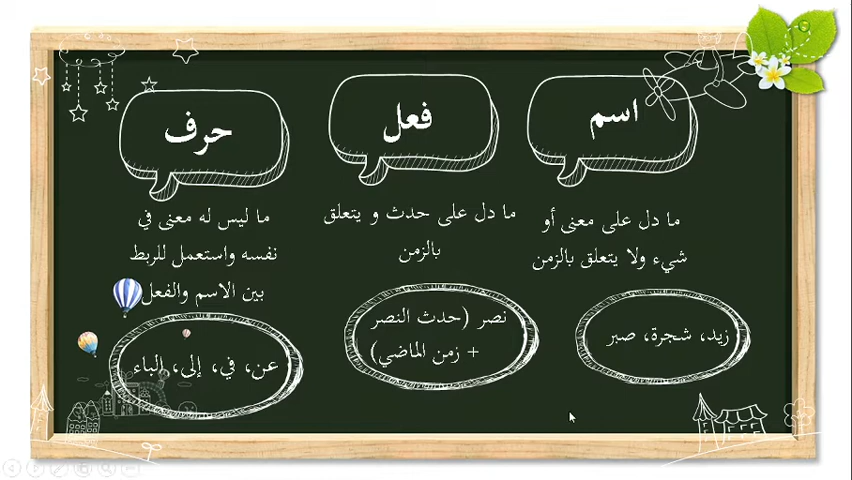 اسم
ما دل على معنى أو
شيء ولا يتعلق بالزمن
زيد، شجرة، صبر
فعل
ما دل على حدث و يتعلق
بالزمن
نصر (حدث النصر
+ زمن الماضي)
حرف
ما ليس له معنى في
نفسه واستعمل للربط
بين الاسم والفعل
عن، في، إلى، الباء